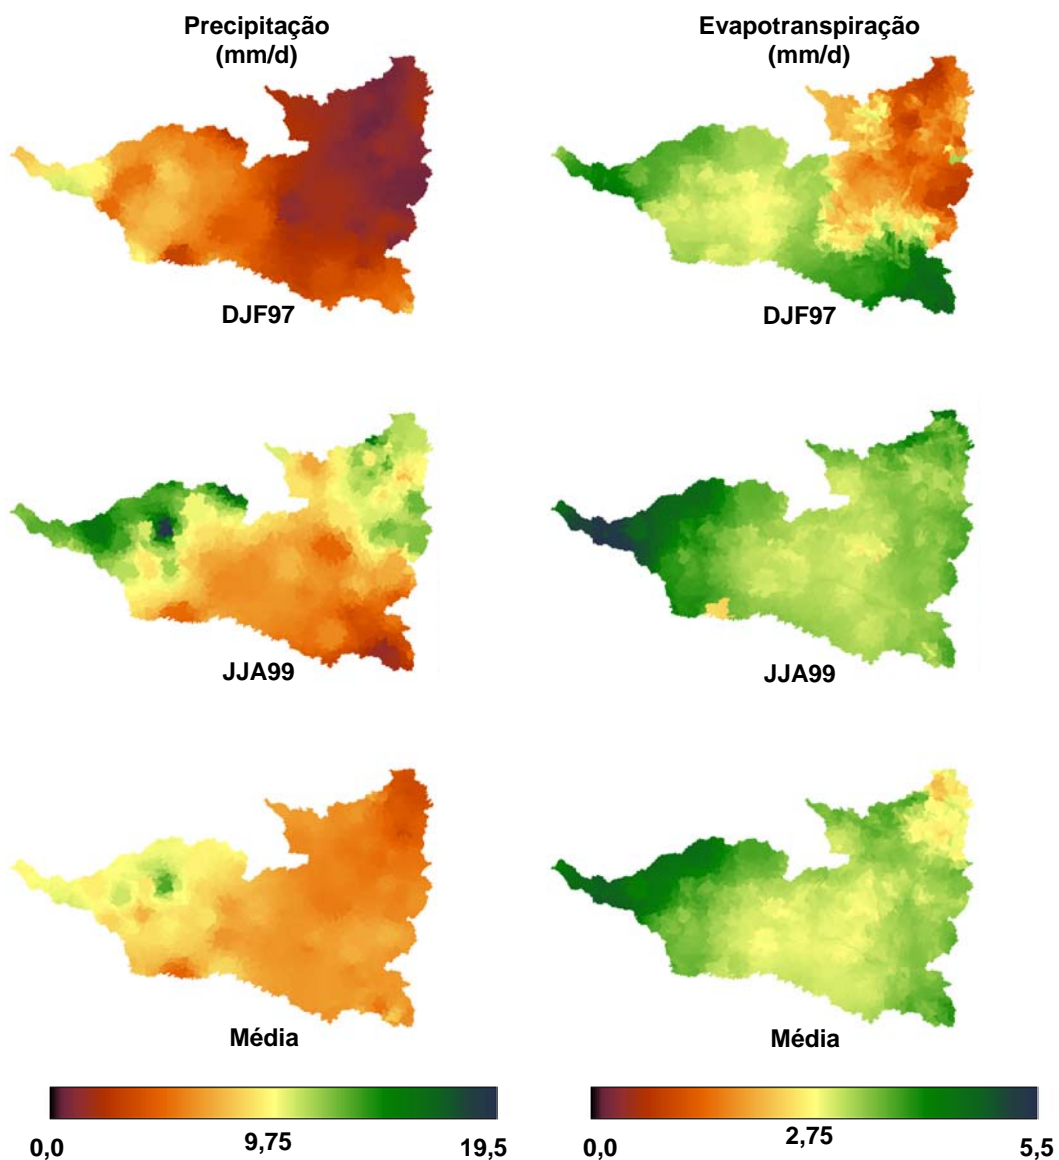 Precipitação
(mm/d)
Evapotranspiração
(mm/d)
DJF97
DJF97
JJA99
JJA99
Média
Média
0,0
9,75
19,5
0,0
2,75
5,5